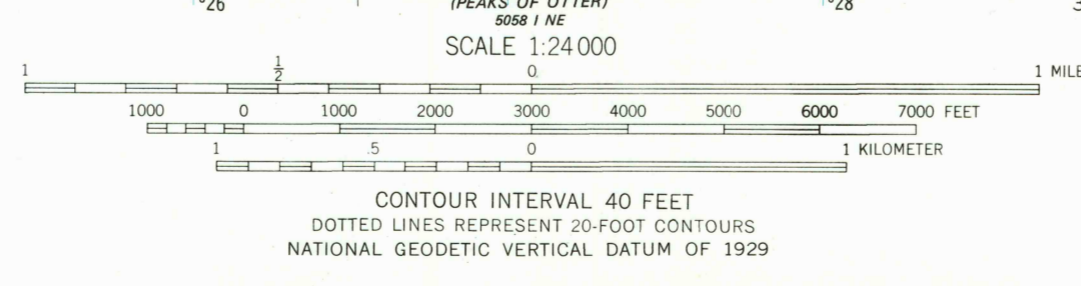 °26 (PEAKS OF OTTER) °28
5058 I NE
SCALE 1:24 000
1 1/2 0 1 MILE
1000 0 1000 2000 3000 4000 5000 6000 7000 FEET
1 .5 0 1 KILOMETER
CONTOUR INTERVAL 40 FEET
DOTTED LINES REPRESENT 20-FOOT CONTOURS
NATIONAL GEODETIC VERTICAL DATUM OF 1929